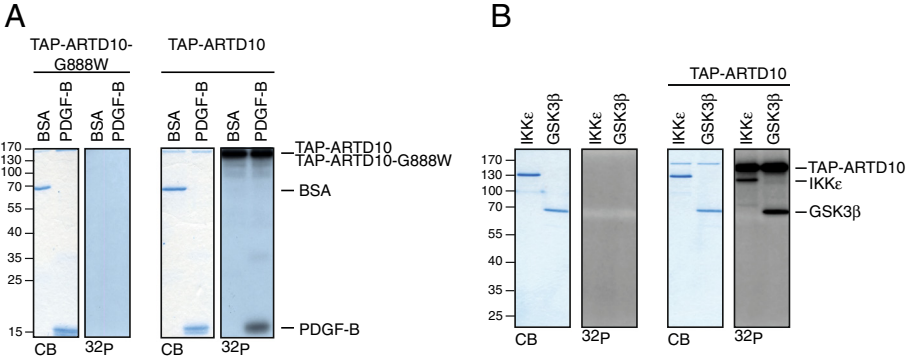 A
TAP-ARTD10-
G888W
TAP-ARTD10
BSA
PDGF-B
BSA
PDGF-B
BSA
PDGF-B
BSA
PDGF-B
170
130
100
70
55
40
35
25
15
TAP-ARTD10
TAP-ARTD10-G888W
BSA
PDGF-B
CB
32P
CB
32P
B
TAP-ARTD10
IKKε
GSK3β
IKKε
GSK3β
IKKε
GSK3β
IKKε
GSK3β
170
130
100
70
55
40
35
25
TAP-ARTD10
IKKε
GSK3β
CB
32P
CB
32P